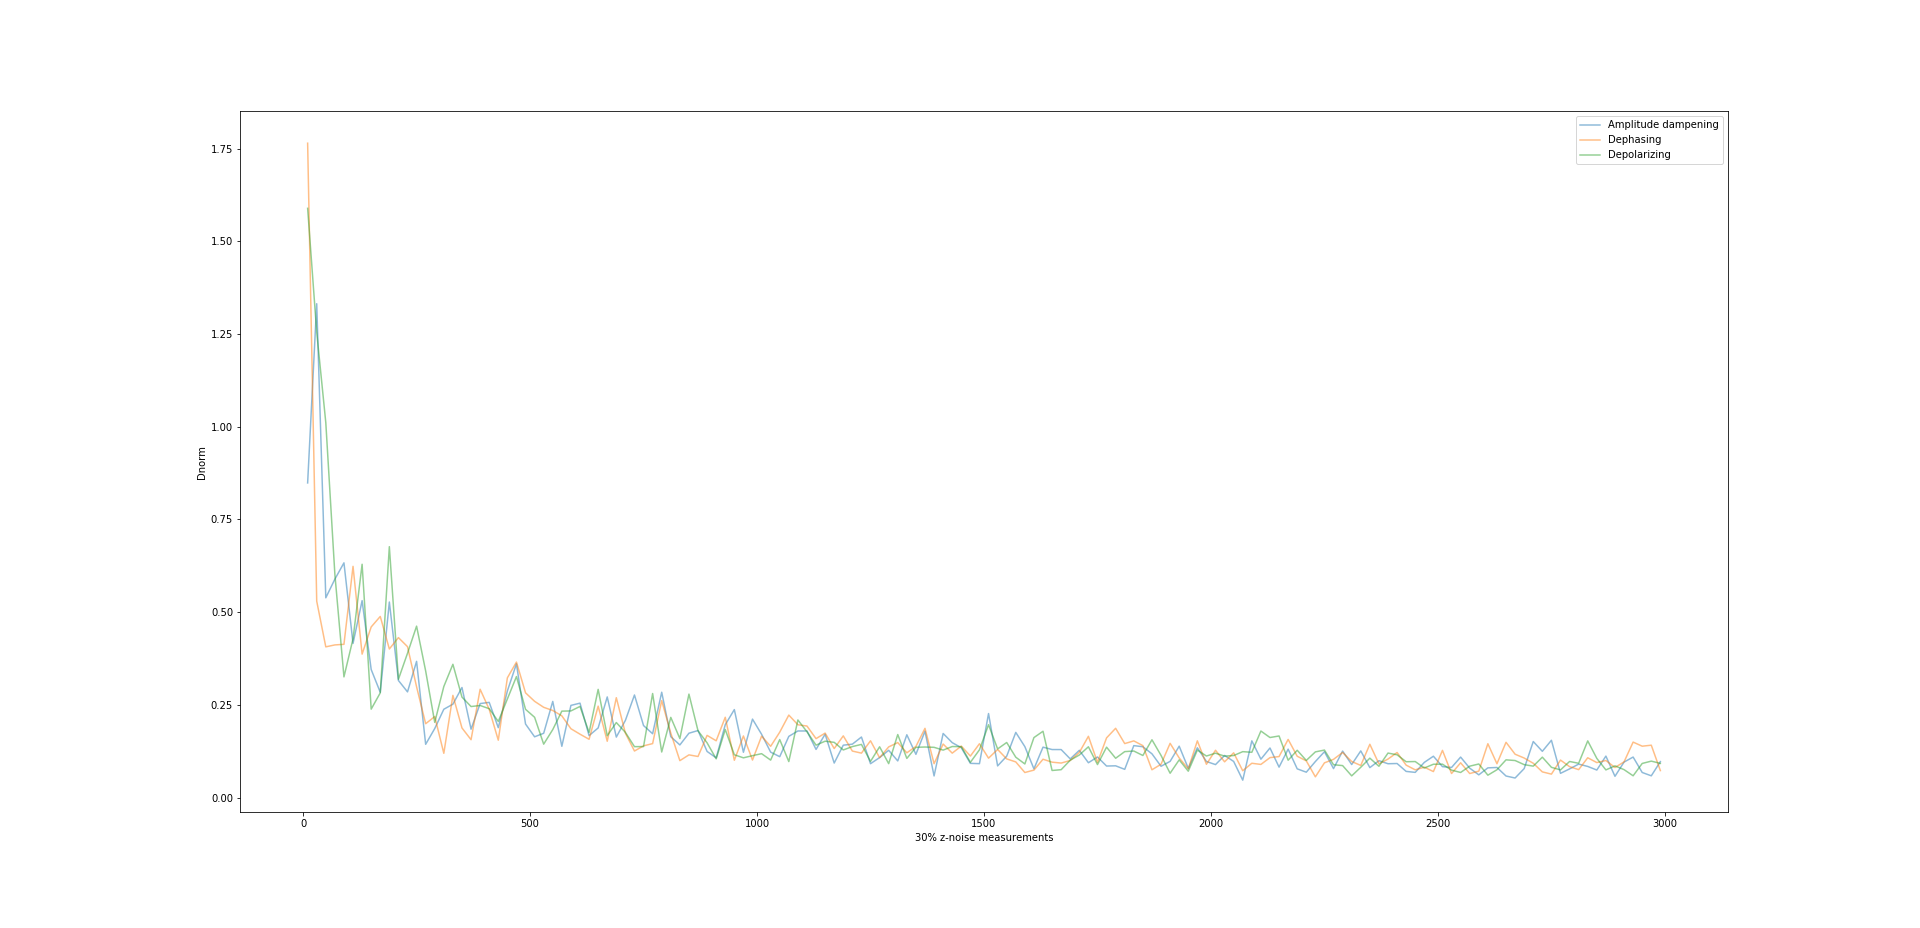 Amplitude dampening
Dephasing
Depolarizing
1.75
1.50
1.25
1.00
0.75
0.50
0.25
0.00
Dnorm
0 500 1000 1500 2000 2500 3000
30% z-noise measurements